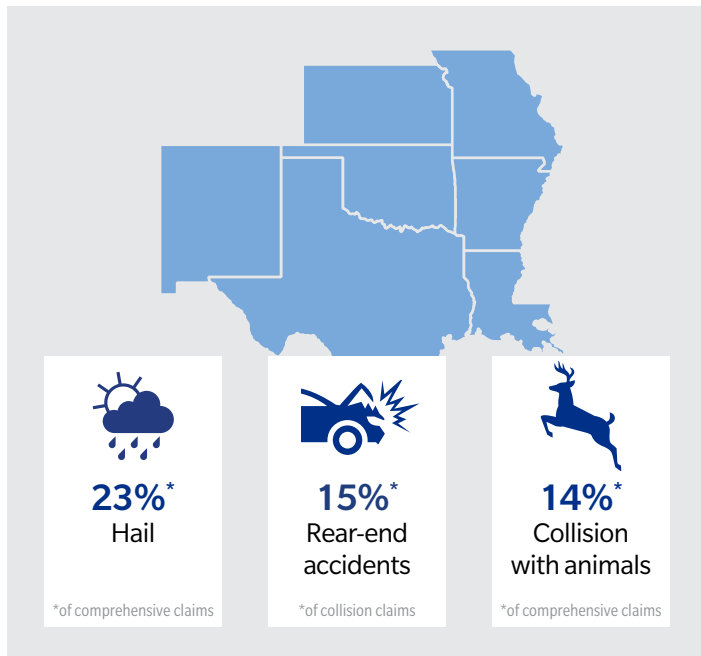 23%*
Hail
*of comprehensive claims
15%*
Rear-end
accidents
*of collision claims
14%*
Collision
with animals
*of comprehensive claims